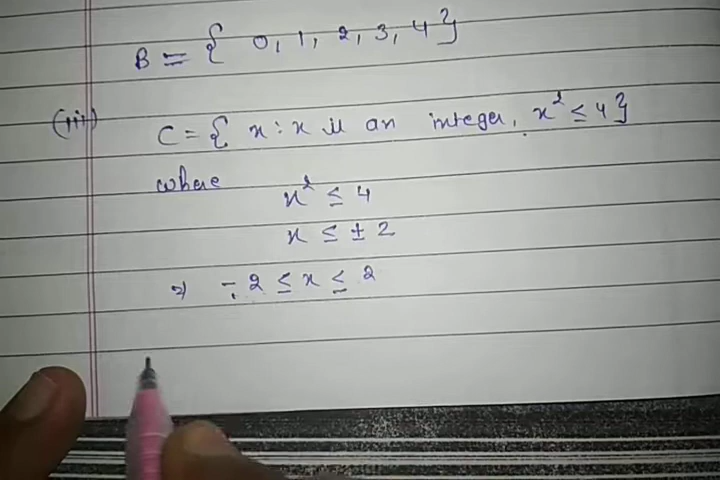 B = { 0, 1, 2, 3, 4 }
(iii) C = { x : x is an integer, x² ≤ 4 }
where
x² ≤ 4
x ≤ ± 2
⇒ - 2 ≤ x ≤ 2